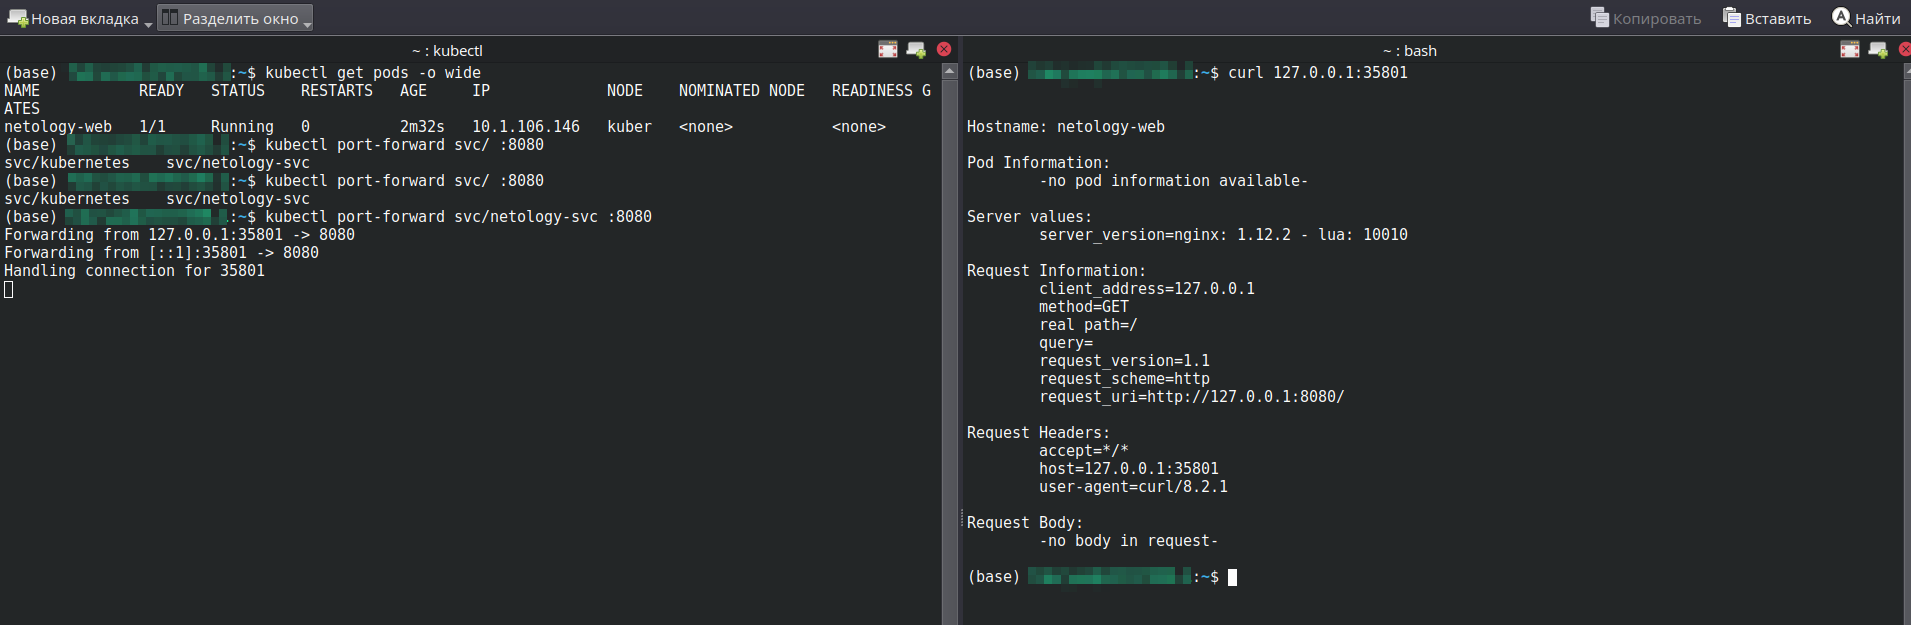 Новая вкладка Разделить окно Копировать Вставить Найти
~ : kubectl
(base) :~$ kubectl get pods -o wide
NAME READY STATUS RESTARTS AGE IP NODE NOMINATED NODE READINESS G
ATES
netology-web 1/1 Running 0 2m32s 10.1.106.146 kuber <none> <none>
(base) :~$ kubectl port-forward svc/ :8080
svc/kubernetes svc/netology-svc
(base) :~$ kubectl port-forward svc/ :8080
svc/kubernetes svc/netology-svc
(base) :~$ kubectl port-forward svc/netology-svc :8080
Forwarding from 127.0.0.1:35801 -> 8080
Forwarding from [::1]:35801 -> 8080
Handling connection for 35801
~ : bash
(base) :~$ curl 127.0.0.1:35801
Hostname: netology-web
Pod Information:
-no pod information available-
Server values:
server_version=nginx: 1.12.2 - lua: 10010
Request Information:
client_address=127.0.0.1
method=GET
real path=/
query=
request_version=1.1
request_scheme=http
request_uri=http://127.0.0.1:8080/
Request Headers:
accept=*/*
host=127.0.0.1:35801
user-agent=curl/8.2.1
Request Body:
-no body in request-
(base) :~$